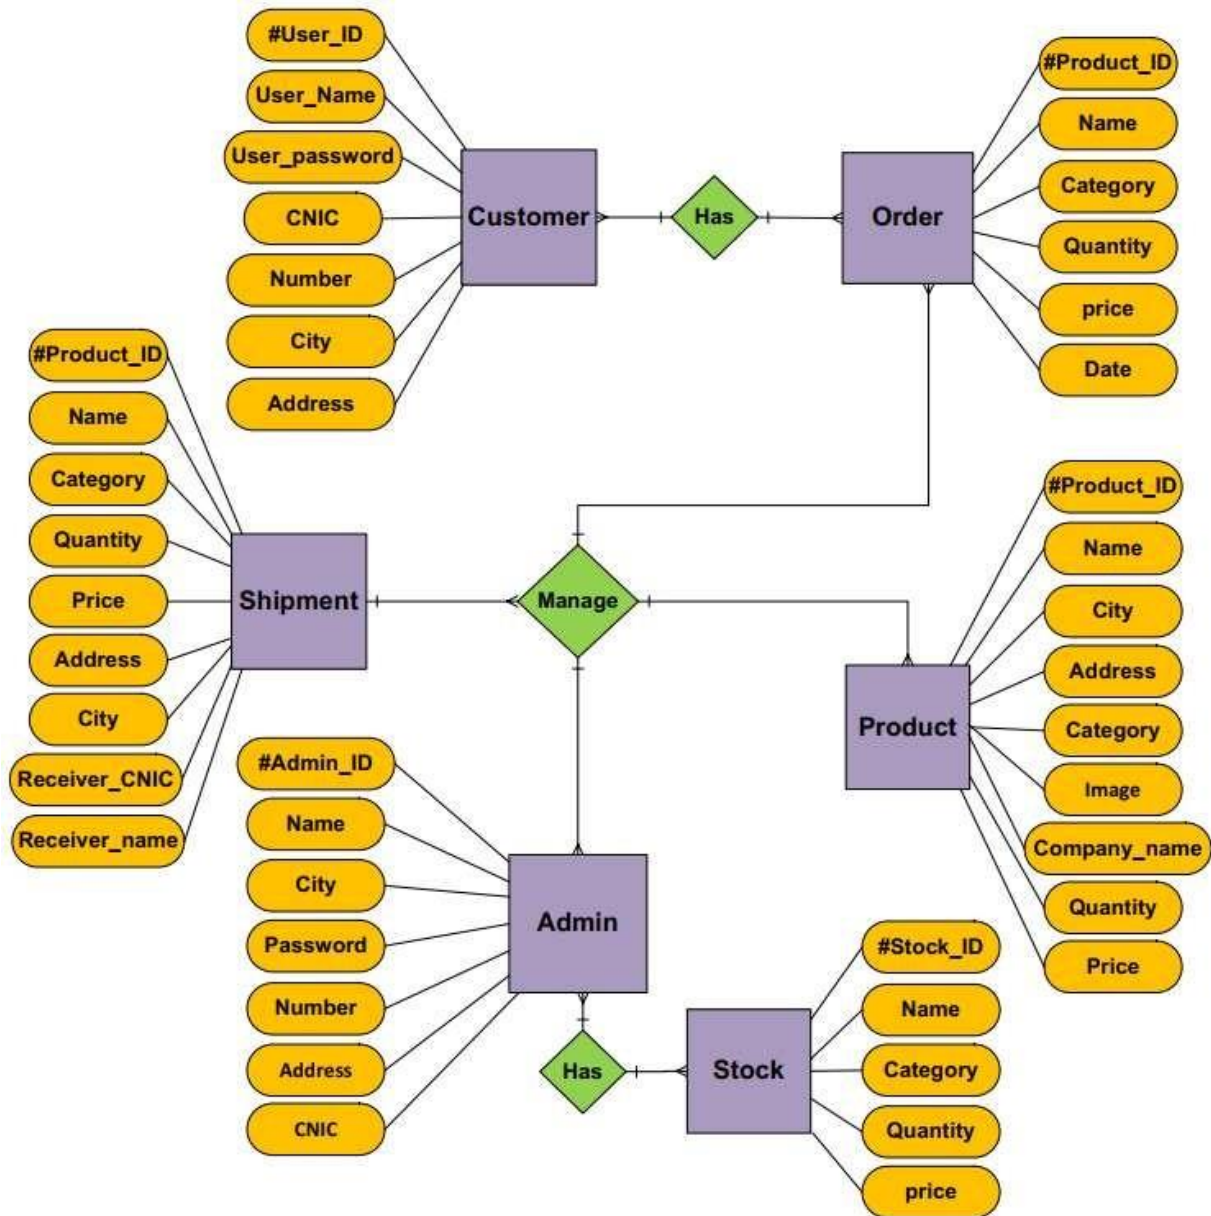 #User_ID
User_Name
User_password
CNIC
Number
City
Address
Customer
Has
Order
#Product_ID
Name
Category
Quantity
price
Date
#Product_ID
Name
Category
Quantity
Price
Address
City
Receiver_CNIC
Receiver_name
Shipment
Manage
Product
#Product_ID
Name
City
Address
Category
Image
Company_name
Quantity
Price
#Admin_ID
Name
City
Password
Number
Address
CNIC
Admin
Has
Stock
#Stock_ID
Name
Category
Quantity
price